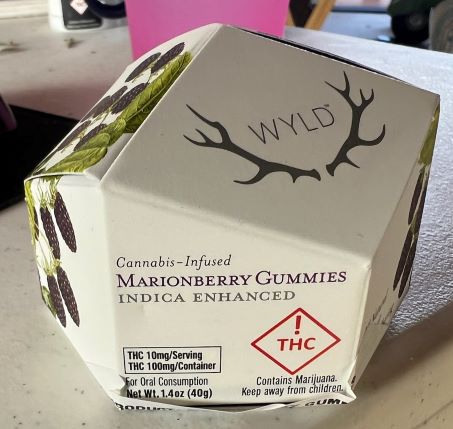 WYLD™
Cannabis-Infused
MARIONBERRY GUMMIES
INDICA ENHANCED
THC 10mg/Serving
THC 100mg/Container
For Oral Consumption
Net Wt. 1.4oz (40g)
!
THC
Contains Marijuana.
Keep away from children.